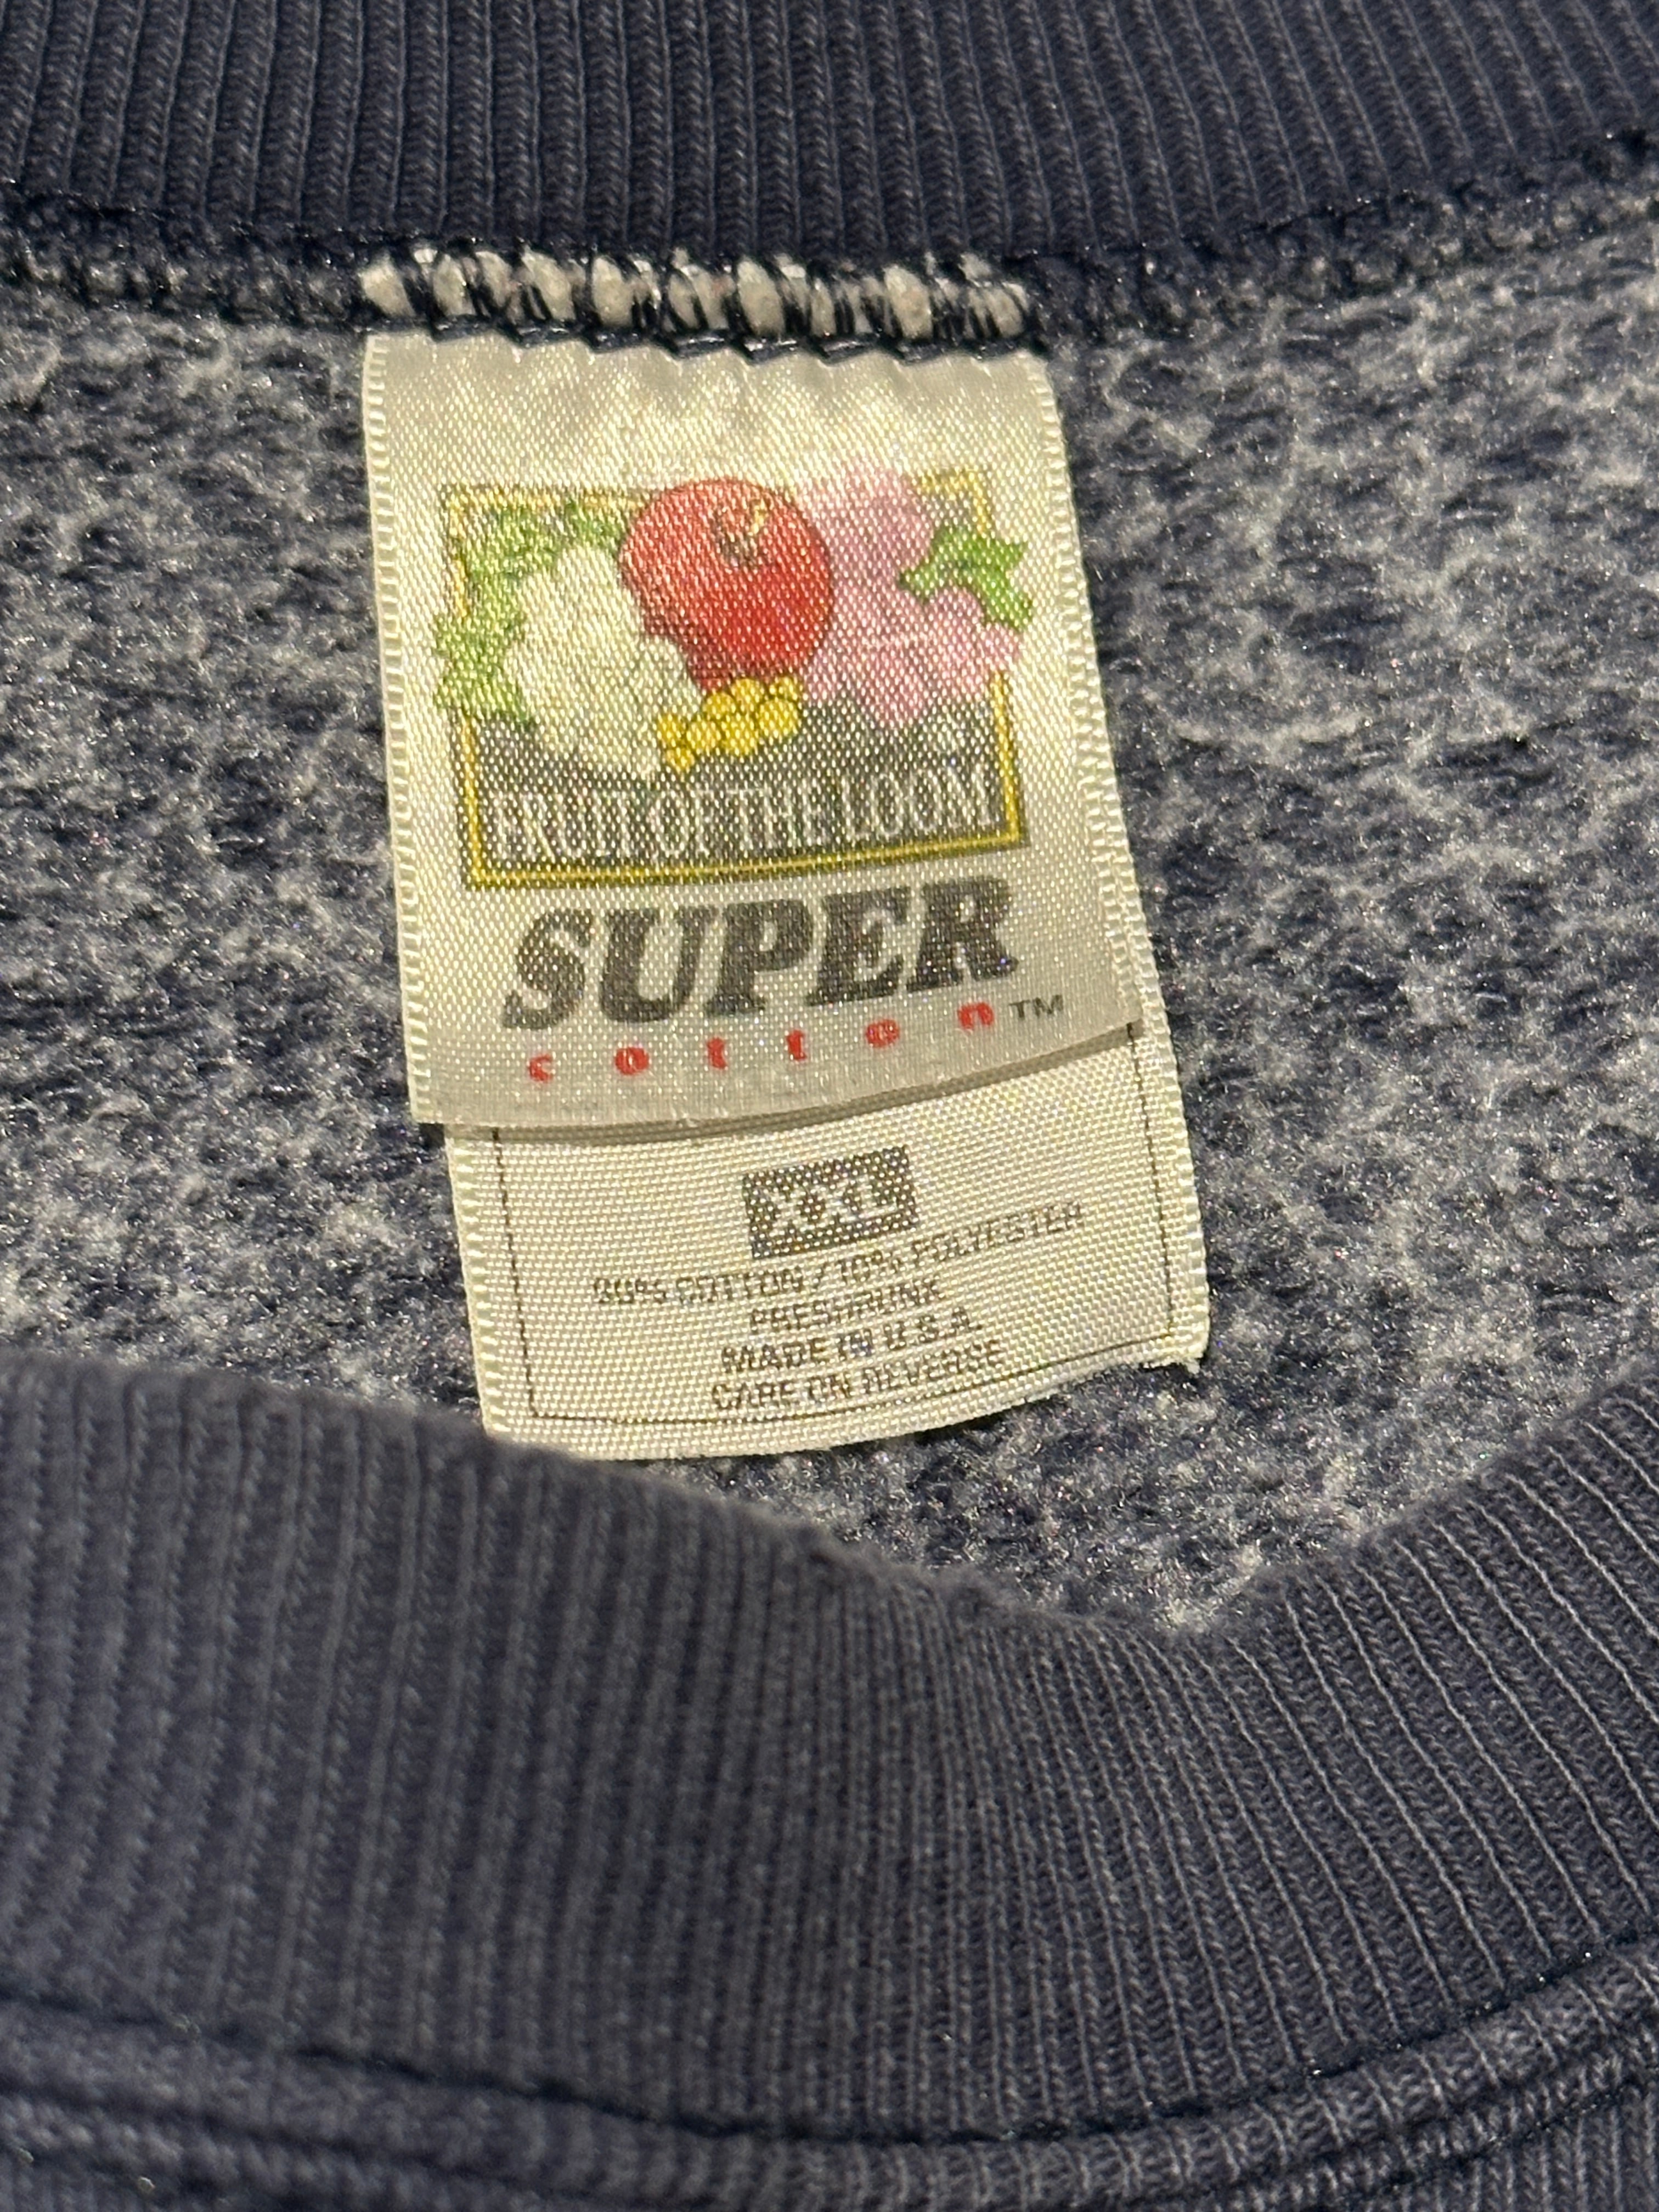 FRUIT OF THE LOOM
SUPER
cotton™
XXL
90% COTTON / 10% POLYESTER
PRESHRUNK
MADE IN U.S.A.
CARE ON REVERSE